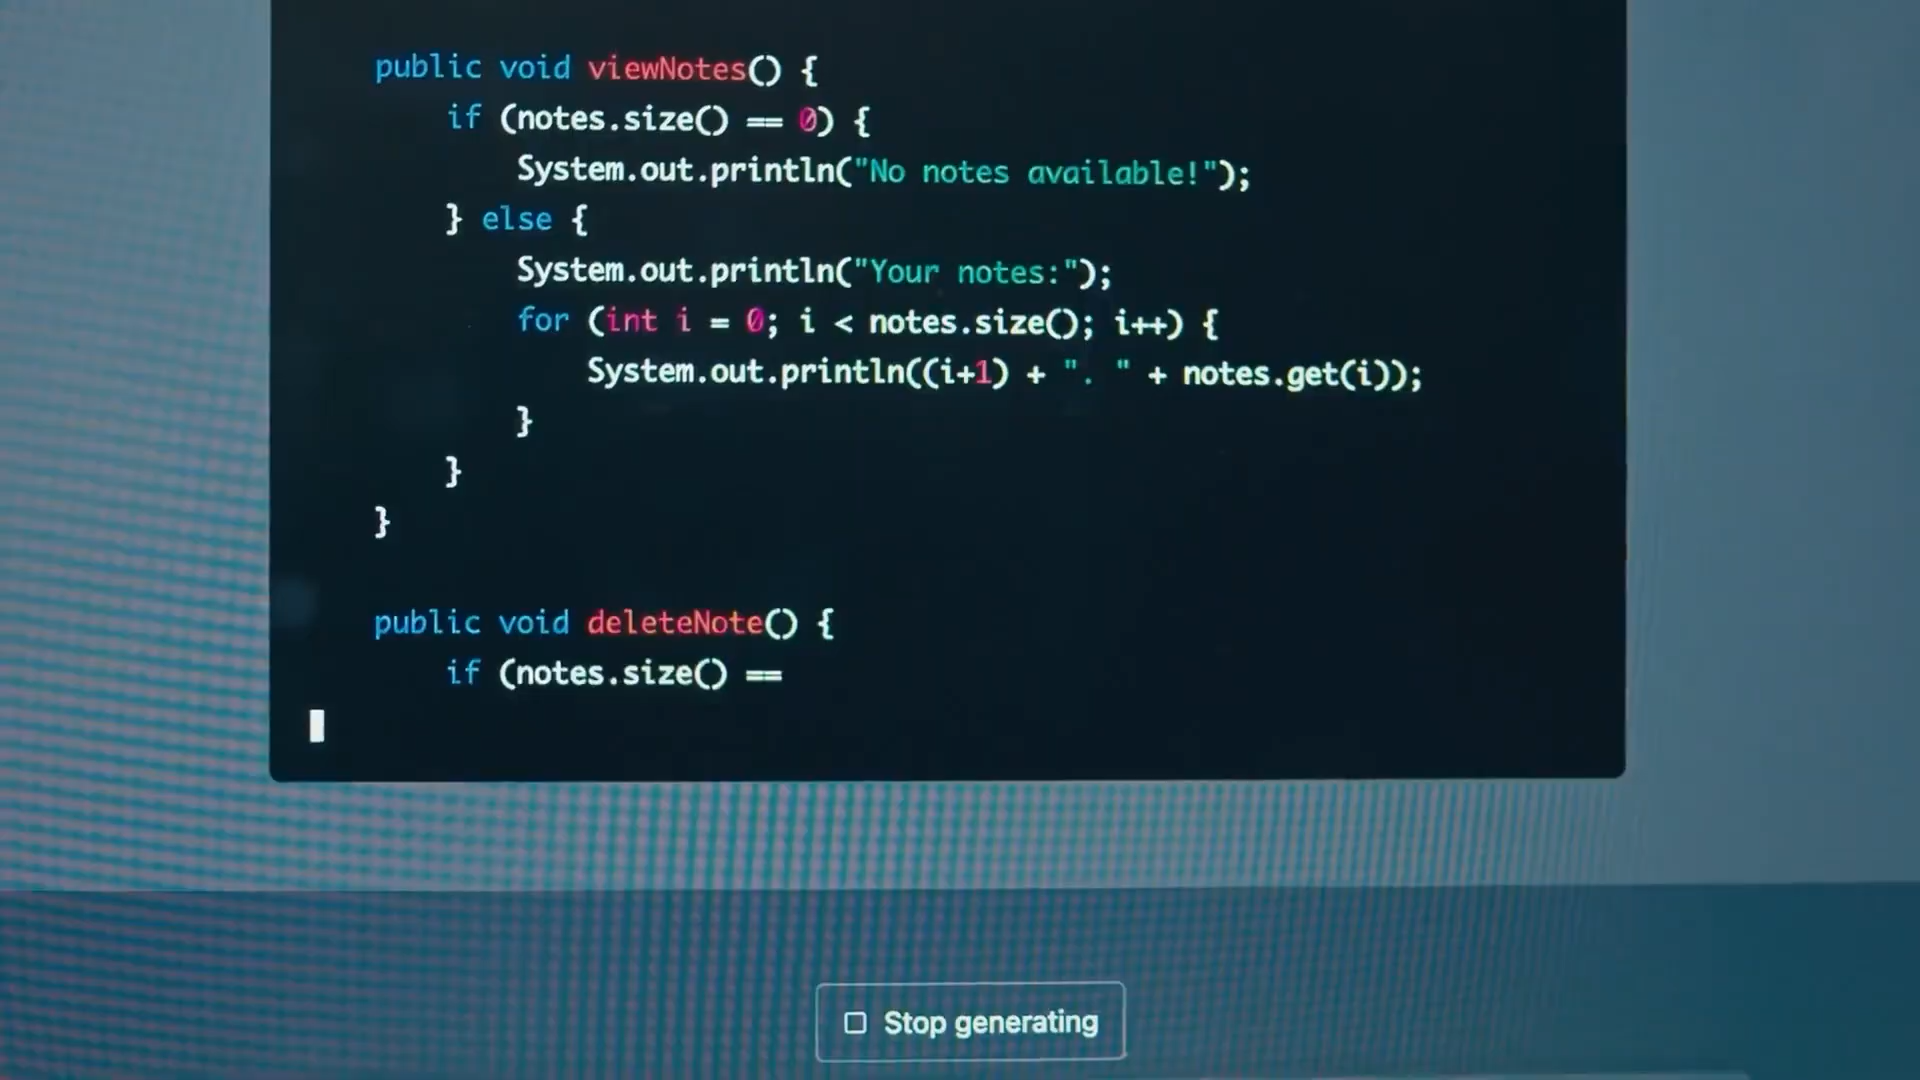 public void viewNotes() {
if (notes.size() == 0) {
System.out.println("No notes available!");
} else {
System.out.println("Your notes:");
for (int i = 0; i < notes.size(); i++) {
System.out.println((i+1) + ". " + notes.get(i));
}
}
}
public void deleteNote() {
if (notes.size() ==
Stop generating